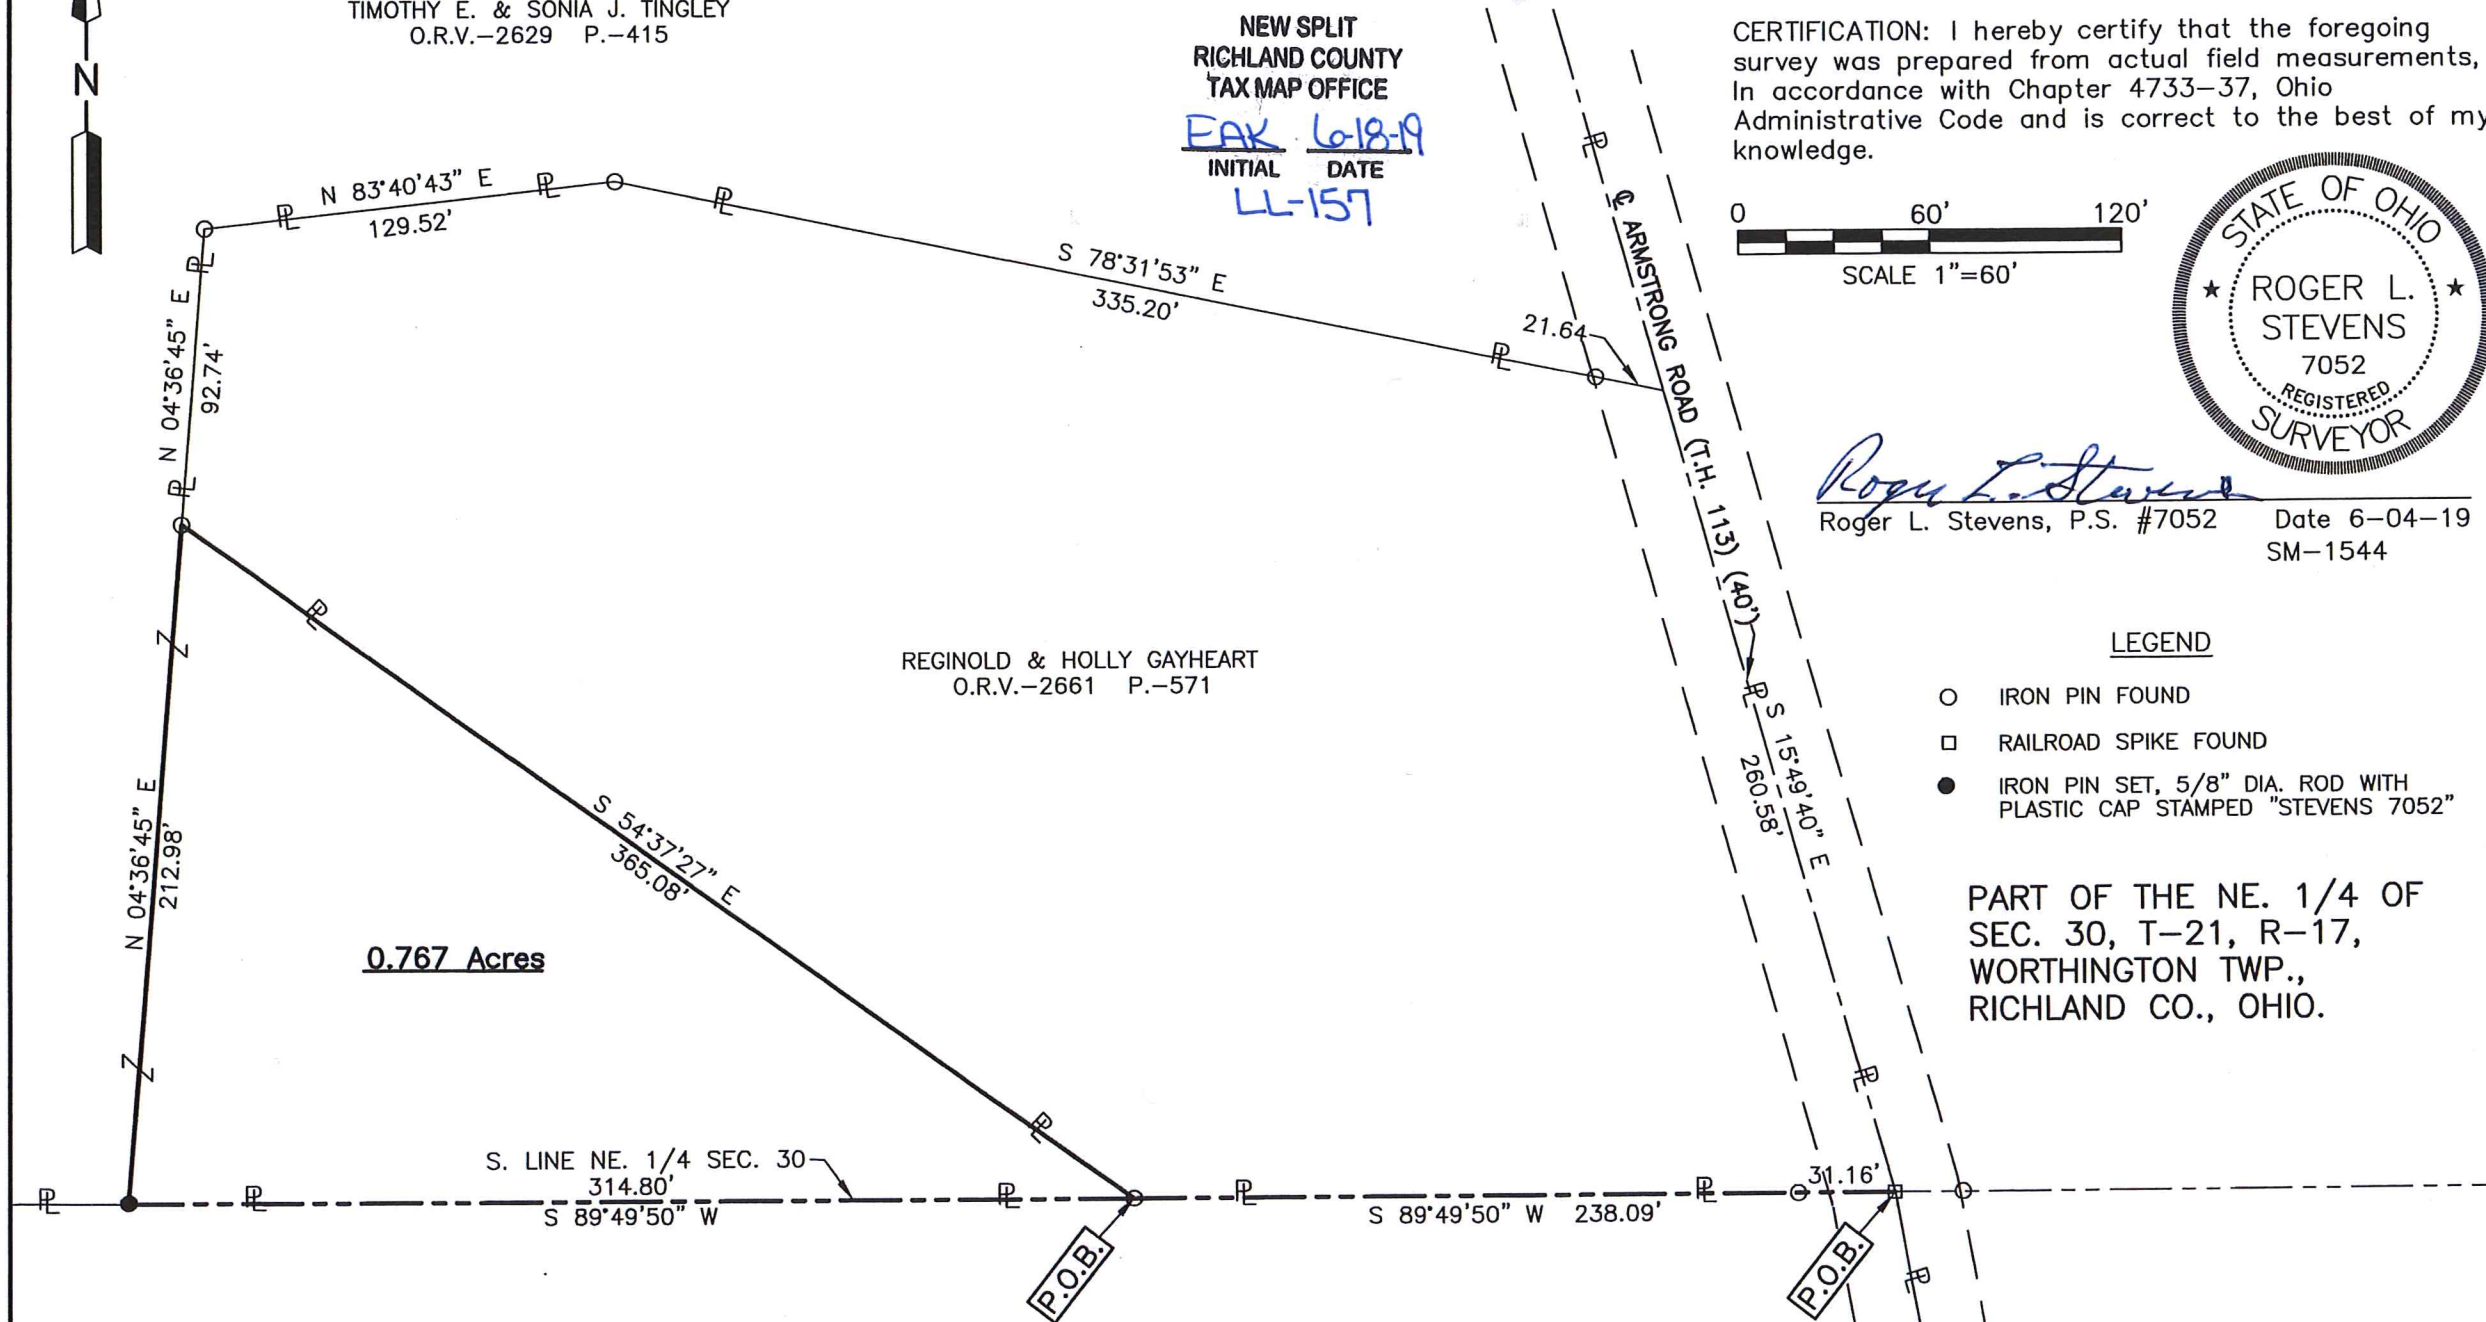 TIMOTHY E. & SONIA J. TINGLEY
O.R.V.-2629 P.-415
N
NEW SPLIT
RICHLAND COUNTY
TAX MAP OFFICE
EAK 6-18-19
INITIAL DATE
LL-157
CERTIFICATION: I hereby certify that the foregoing
survey was prepared from actual field measurements,
In accordance with Chapter 4733-37, Ohio
Administrative Code and is correct to the best of my
knowledge.
0 60' 120'
SCALE 1"=60'
STATE OF OHIO
ROGER L.
STEVENS
7052
REGISTERED
SURVEYOR
Roger L. Stevens
Roger L. Stevens, P.S. #7052 Date 6-04-19
SM-1544
N 83°40'43" E
129.52'
S 78°31'53" E
335.20'
21.64
℄ ARMSTRONG ROAD (T.H. 113) (40')
N 04°36'45" E
92.74'
REGINOLD & HOLLY GAYHEART
O.R.V.-2661 P.-571
LEGEND
IRON PIN FOUND
RAILROAD SPIKE FOUND
IRON PIN SET, 5/8" DIA. ROD WITH
PLASTIC CAP STAMPED "STEVENS 7052"
S 15°49'40" E
260.58'
N 04°36'45" E
212.98'
S 54°37'27" E
365.08'
0.767 Acres
PART OF THE NE. 1/4 OF
SEC. 30, T-21, R-17,
WORTHINGTON TWP.,
RICHLAND CO., OHIO.
S. LINE NE. 1/4 SEC. 30
314.80'
S 89°49'50" W
31.16'
S 89°49'50" W 238.09'
P.O.B.
P.O.B.